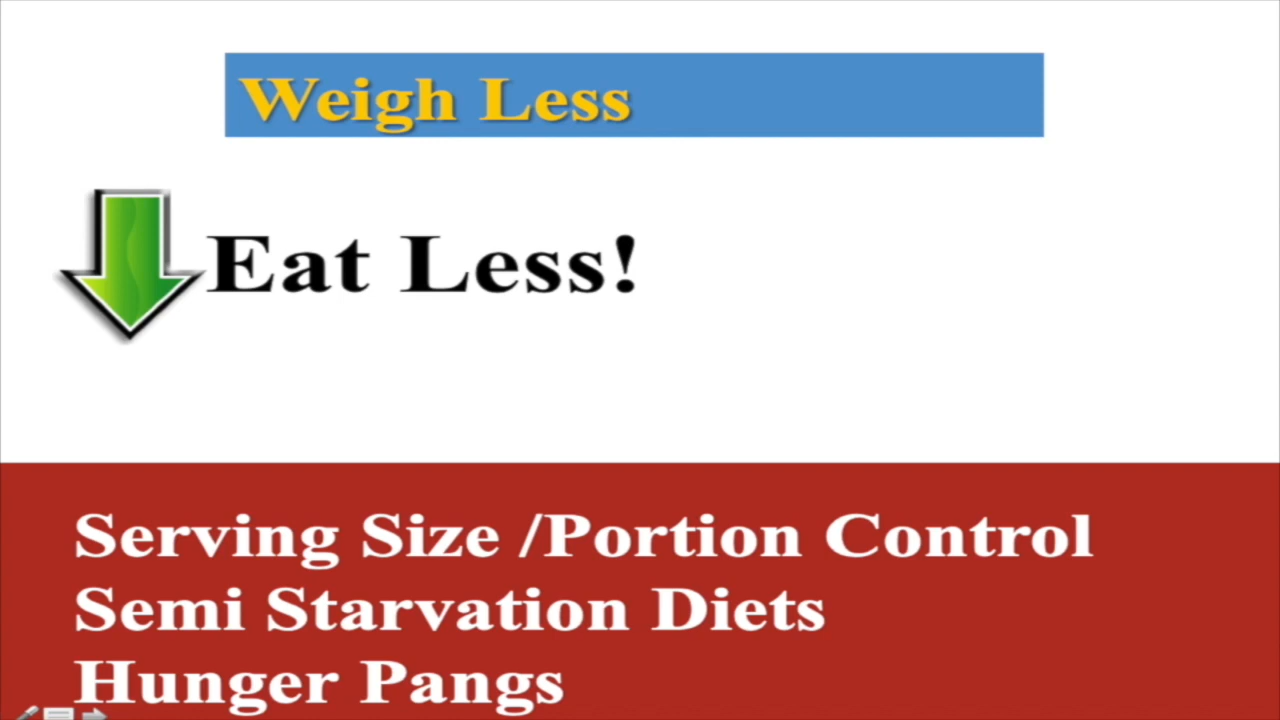 Weigh Less
Eat Less!
Serving Size /Portion Control
Semi Starvation Diets
Hunger Pangs